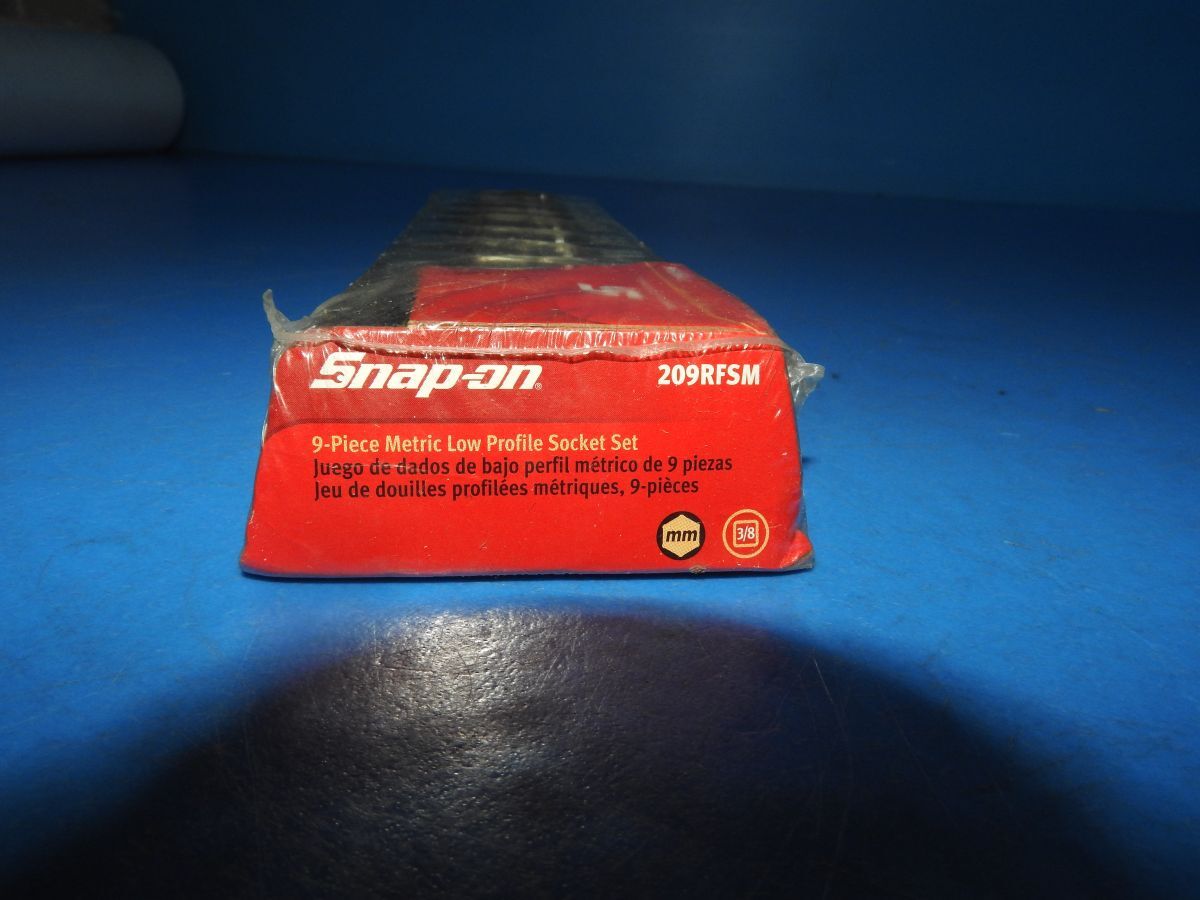 Snap-on®
209RFSM
9-Piece Metric Low Profile Socket Set
Juego de dados de bajo perfil métrico de 9 piezas
Jeu de douilles profilées métriques, 9-pièces
mm
3/8